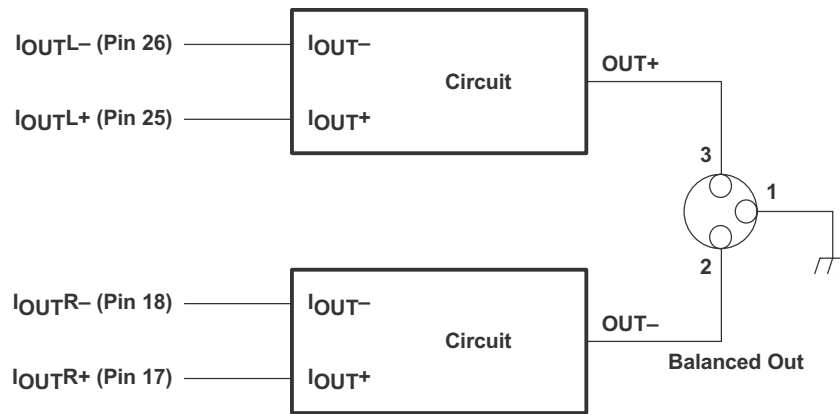 IOUTL– (Pin 26)
IOUT–
Circuit
OUT+
IOUTL+ (Pin 25)
IOUT+
3
1
2
IOUTR– (Pin 18)
IOUT–
Circuit
OUT–
Balanced Out
IOUTR+ (Pin 17)
IOUT+